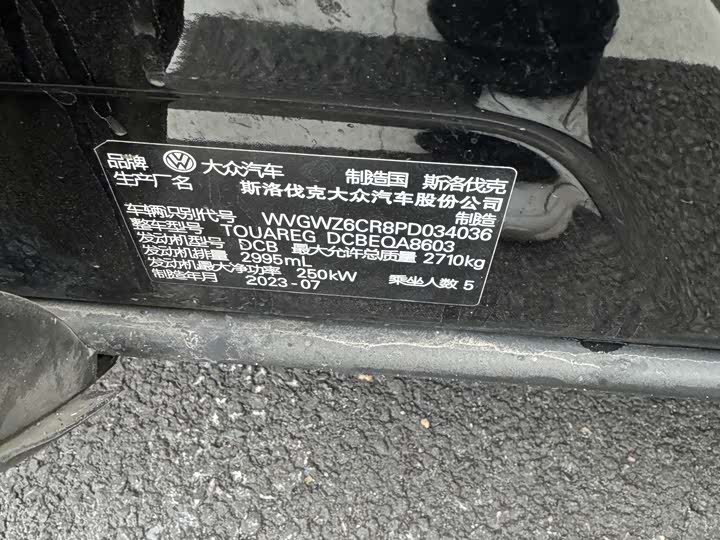 品牌 大众汽车 制造国 斯洛伐克
生产厂名 斯洛伐克大众汽车股份公司
制造
车辆识别代号 WVGWZ6CR8PD034036
整车型号 TOUAREG DCBEQA8603
发动机型号 DCB 最大允许总质量 2710kg
发动机排量 2995mL
发动机最大净功率 250kW 乘坐人数 5
制造年月 2023-07